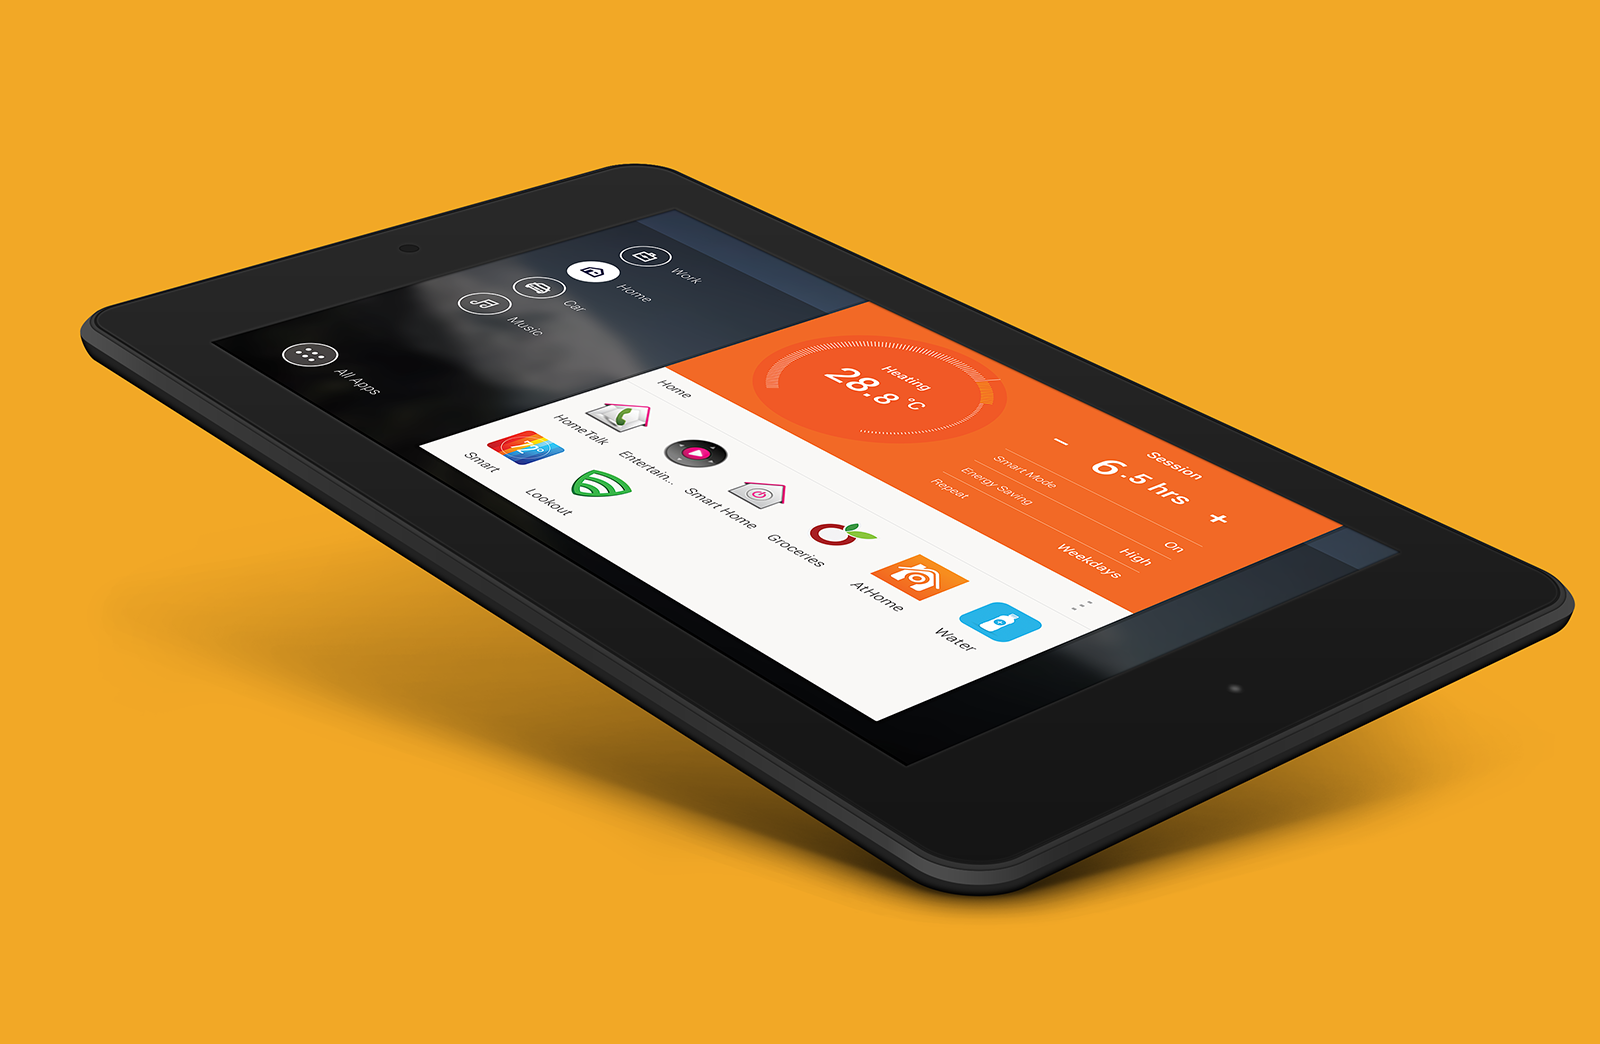 Work
Home
Car
Music
All Apps
Heating
28.8 °C
Session
− 6.5 hrs +
Smart Mode On
Energy Saving High
Repeat Weekdays
Home
HomeTalk
Entertain...
Smart Home
Groceries
AtHome
Water
72°
Smart
Lookout